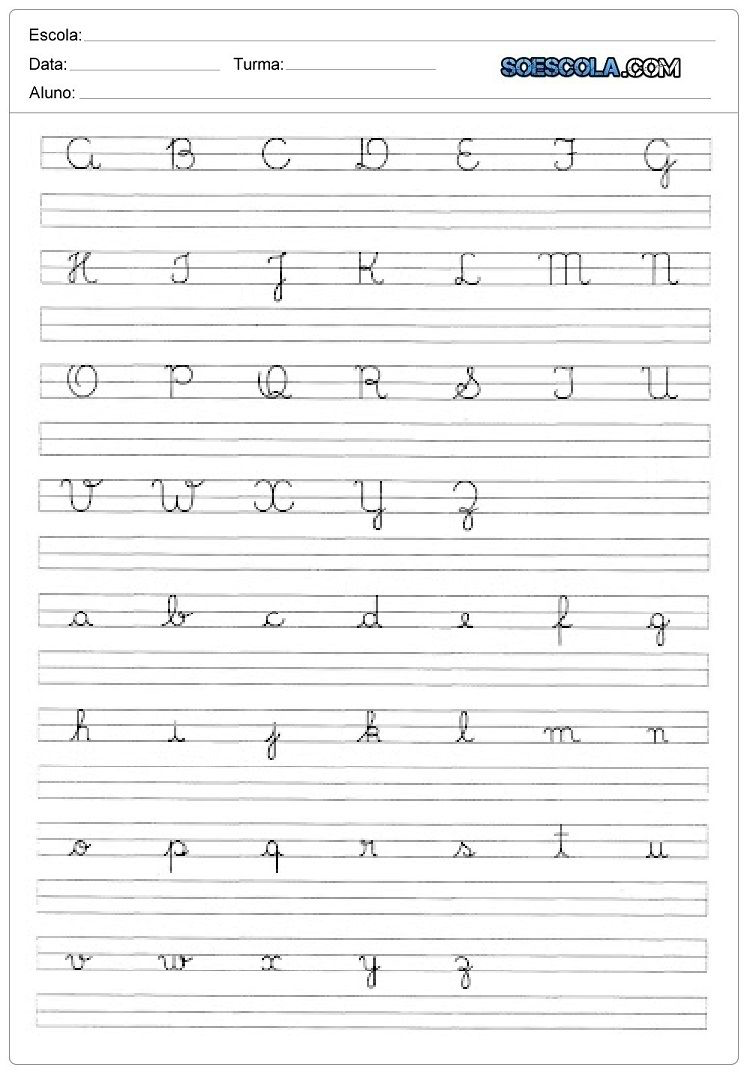 Escola:
Data: Turma: SOESCOLA.COM
Aluno:
A B C D E F G
H I J K L M N
O P Q R S T U
V W X Y Z
a b c d e f g
h i j k l m n
o p q r s t u
v w x y z